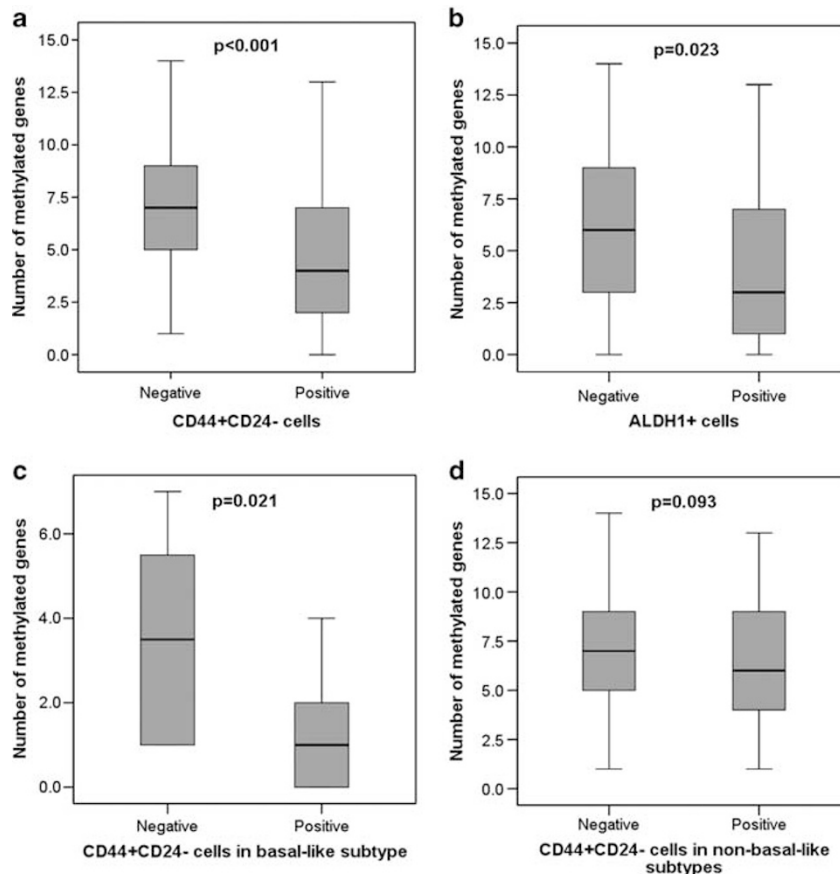 a
p<0.001
15.0
12.5
10.0
7.5
5.0
2.5
0.0
Number of methylated genes
Negative
Positive
CD44+CD24- cells
b
p=0.023
15.0
12.5
10.0
7.5
5.0
2.5
0.0
Number of methylated genes
Negative
Positive
ALDH1+ cells
c
p=0.021
6.0
4.0
2.0
0.0
Number of methylated genes
Negative
Positive
CD44+CD24- cells in basal-like subtype
d
p=0.093
15.0
12.5
10.0
7.5
5.0
2.5
0.0
Number of methylated genes
Negative
Positive
CD44+CD24- cells in non-basal-like
subtypes